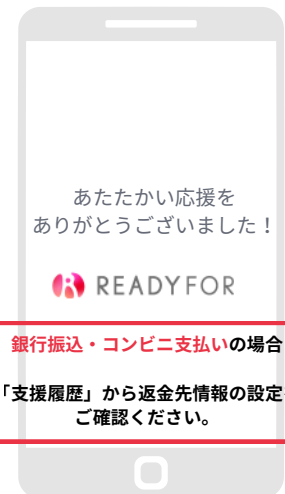 あたたかい応援を
ありがとうございました！
READYFOR
銀行振込・コンビニ支払いの場合
「支援履歴」から返金先情報の設定
ご確認ください。